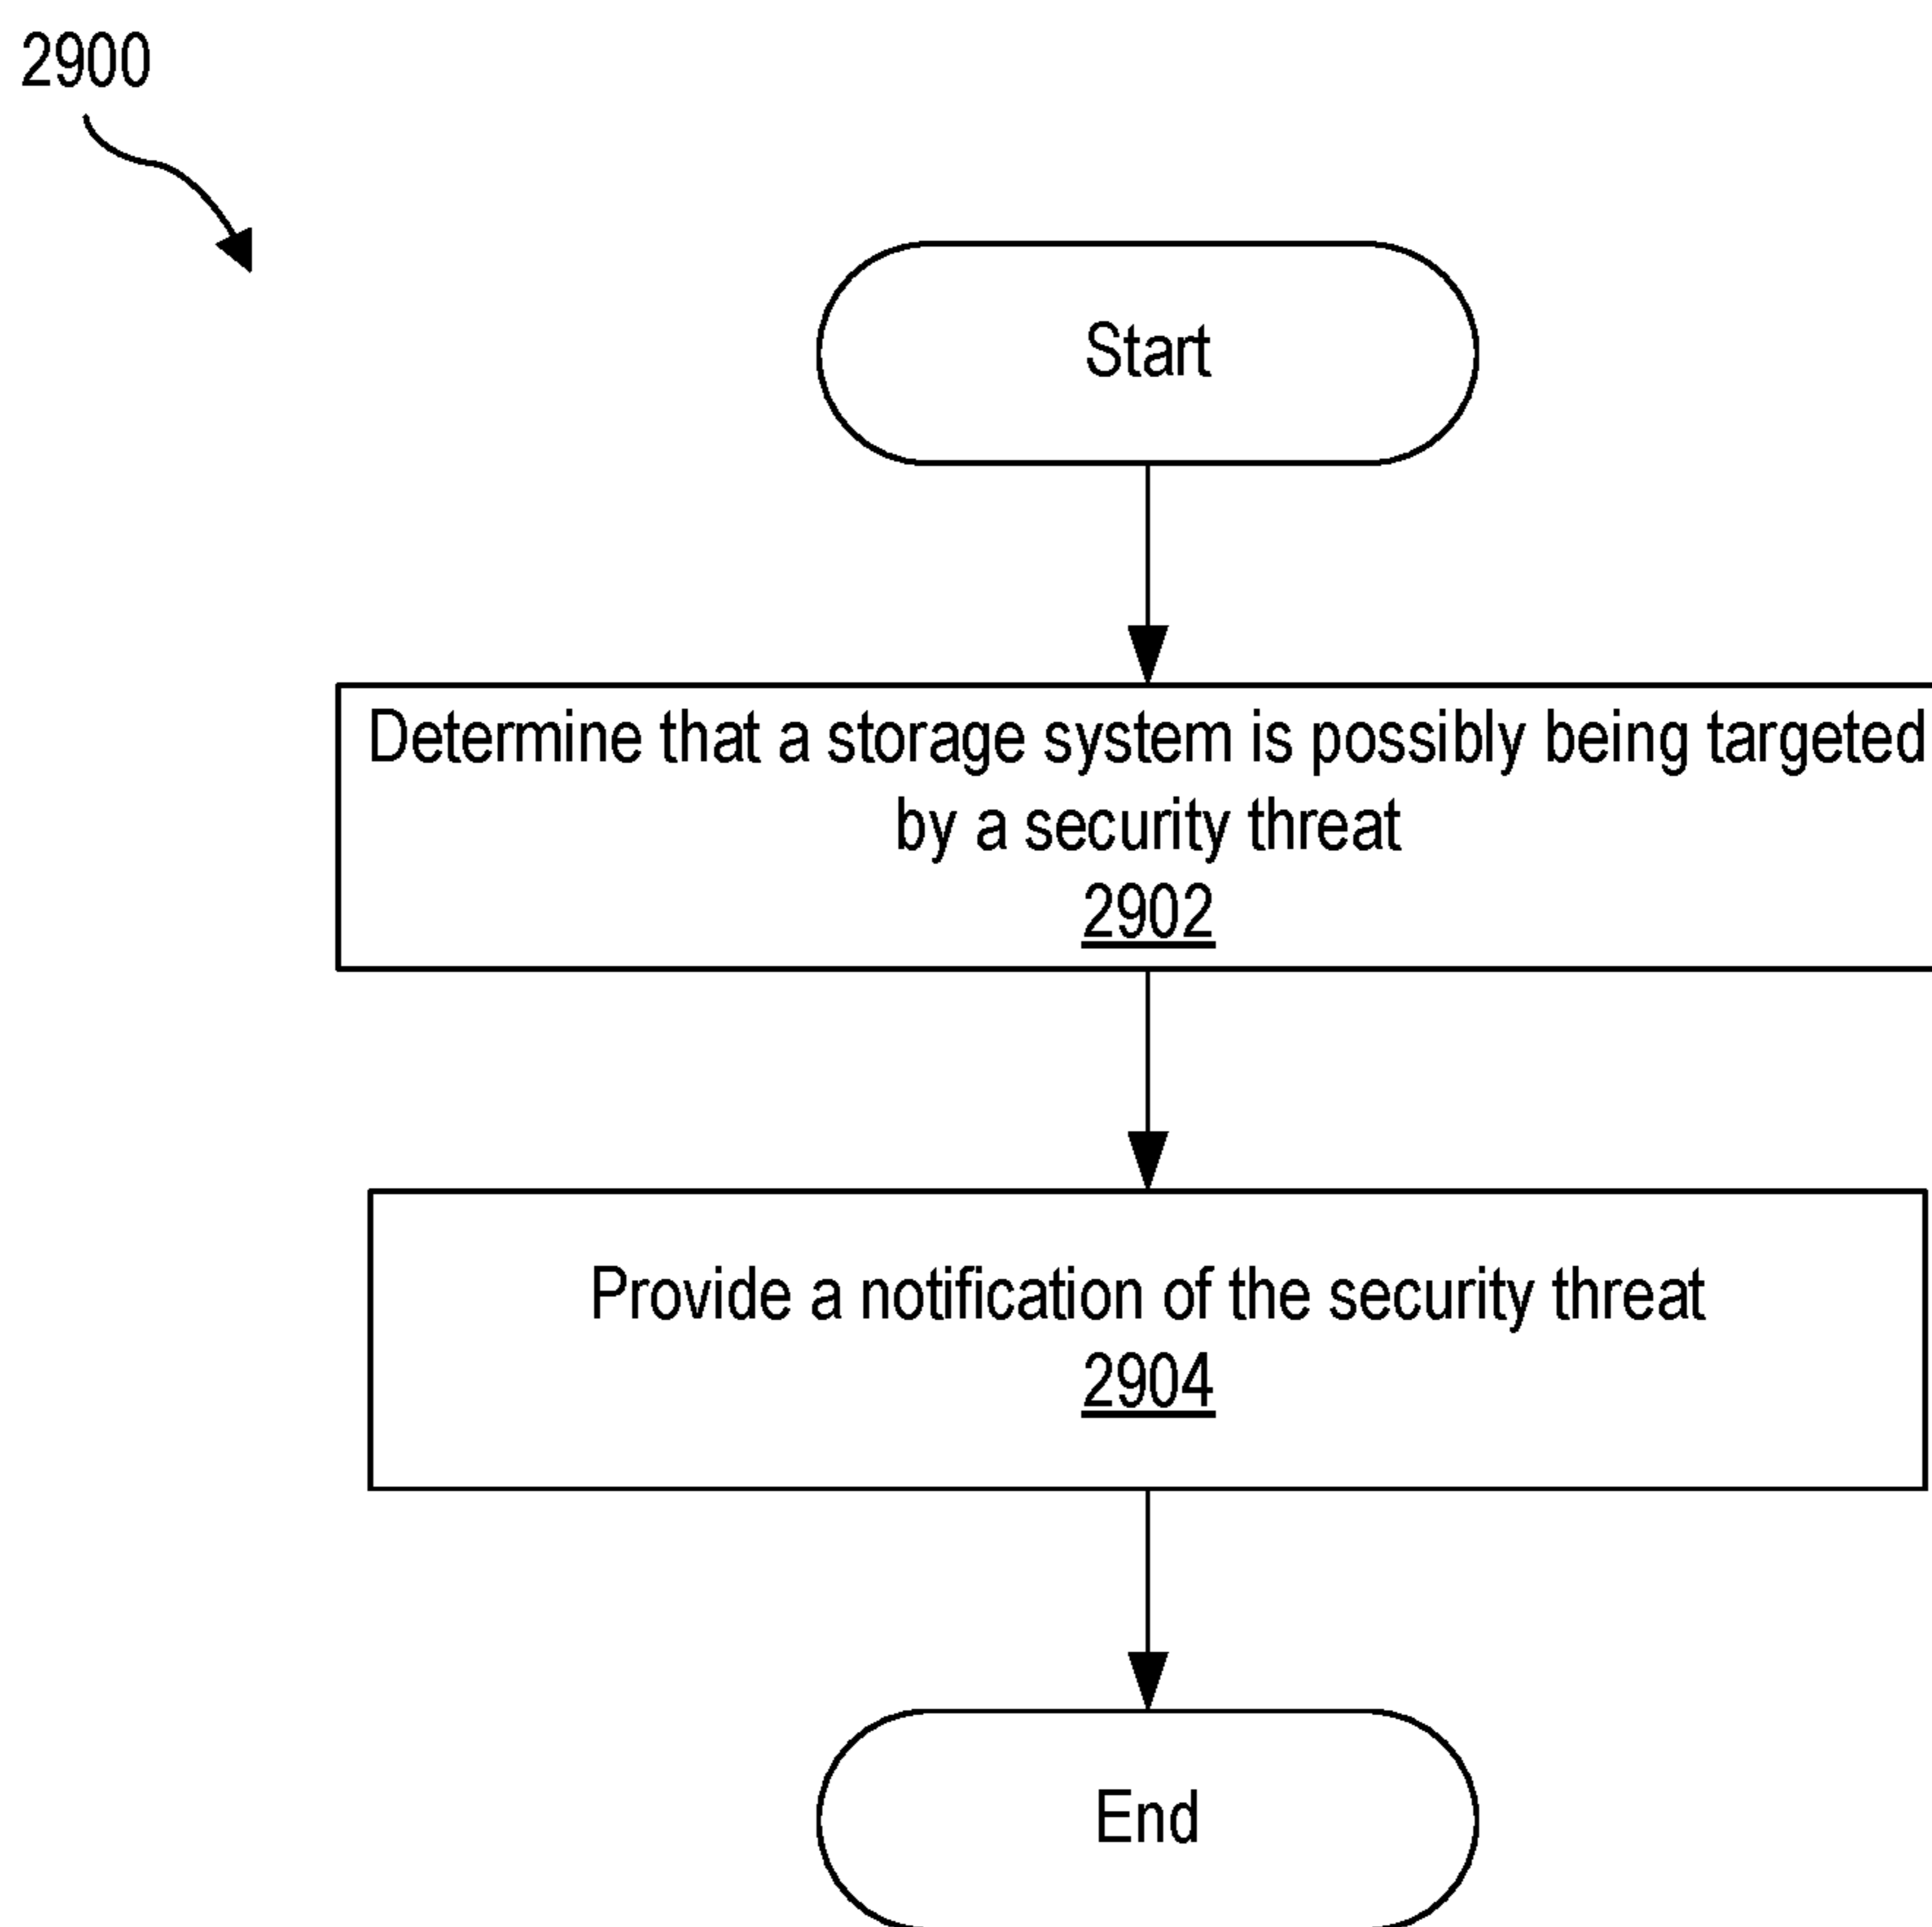 2900
Start
Determine that a storage system is possibly being targeted
by a security threat
2902
Provide a notification of the security threat
2904
End